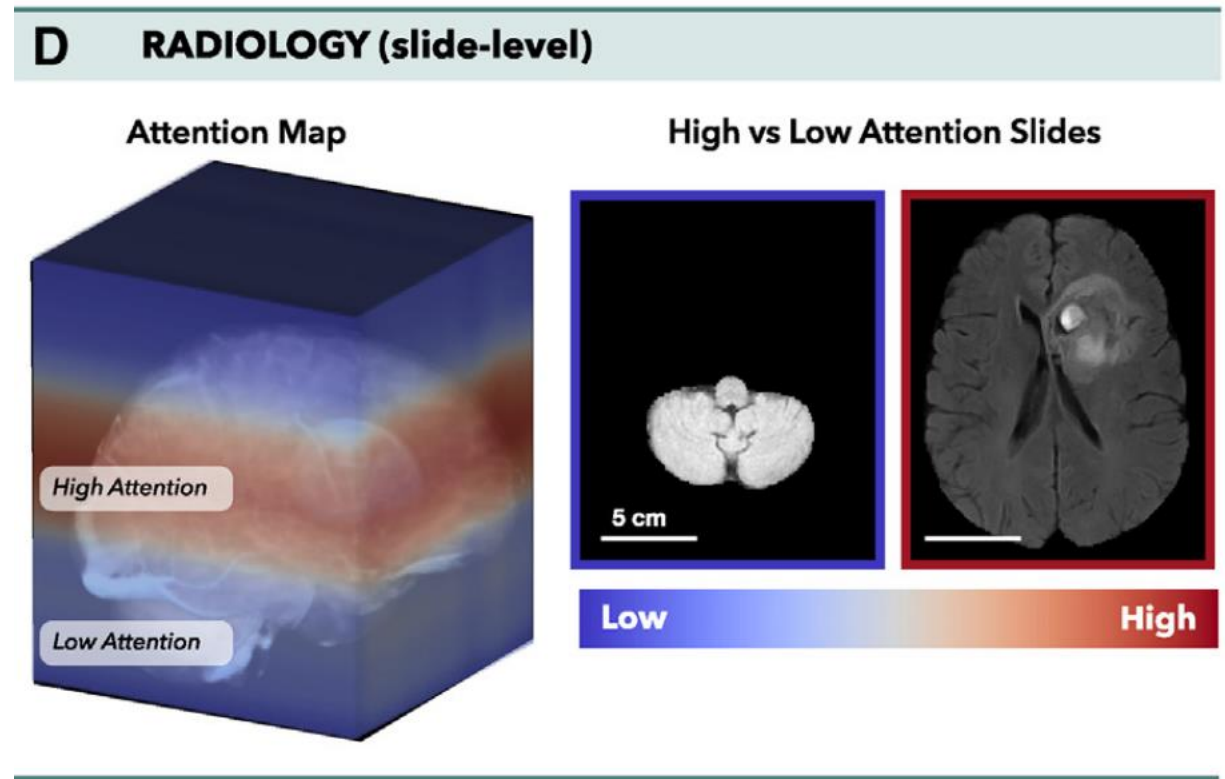 D RADIOLOGY (slide-level)
Attention Map
High vs Low Attention Slides
High Attention
Low Attention
5 cm
Low
High